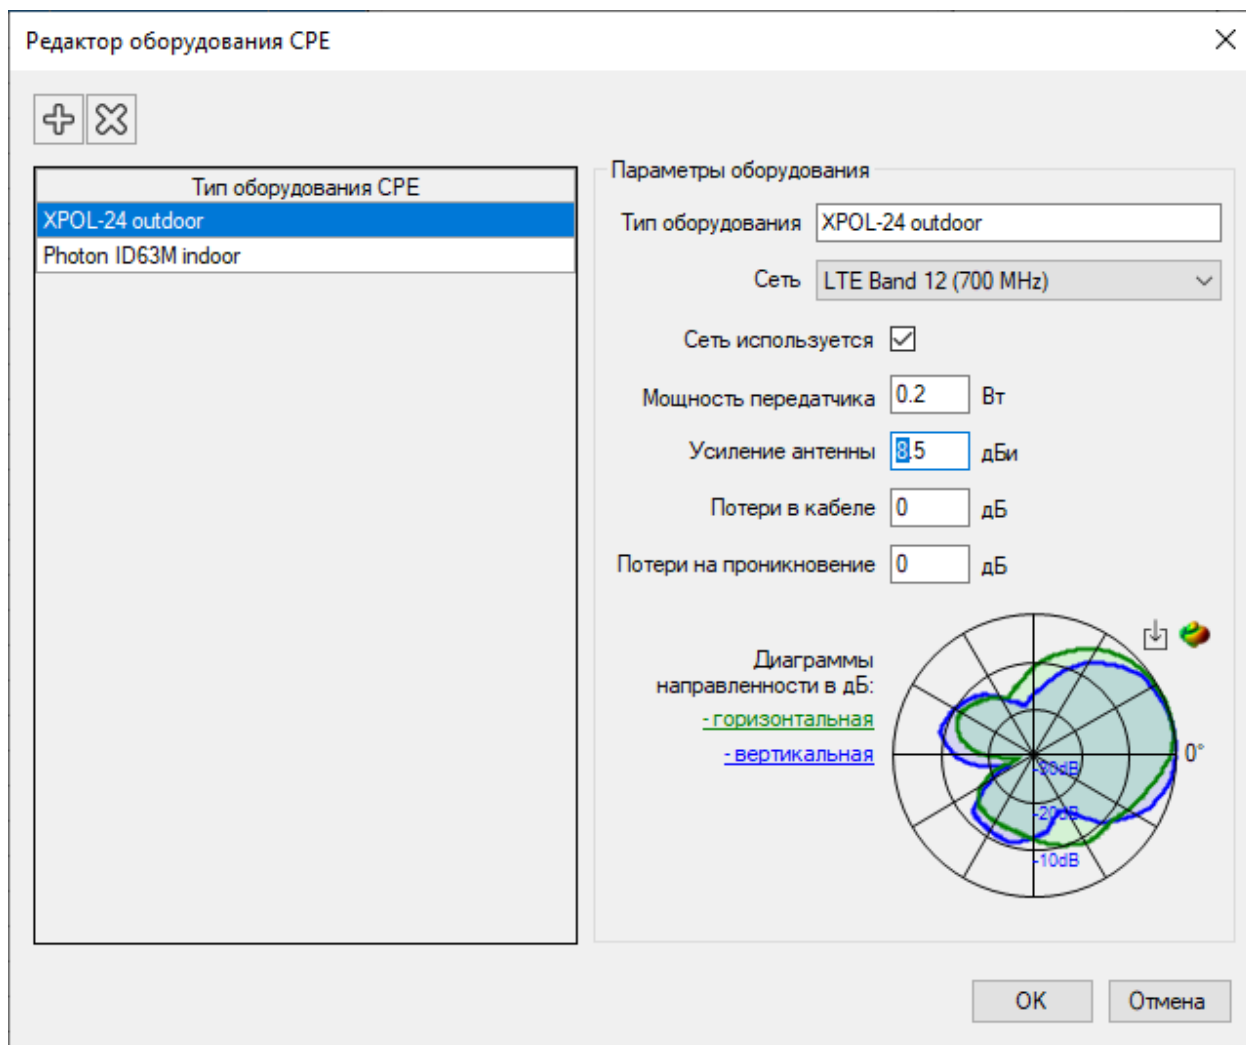 Редактор оборудования CPE
Тип оборудования CPE
XPOL-24 outdoor
Photon ID63M indoor
Параметры оборудования
Тип оборудования XPOL-24 outdoor
Сеть LTE Band 12 (700 MHz)
Сеть используется
Мощность передатчика 0.2 Вт
Усиление антенны 8.5 дБи
Потери в кабеле 0 дБ
Потери на проникновение 0 дБ
Диаграммы
направленности в дБ:
- горизонтальная
- вертикальная
0°
-30dB
-20dB
-10dB
OK Отмена